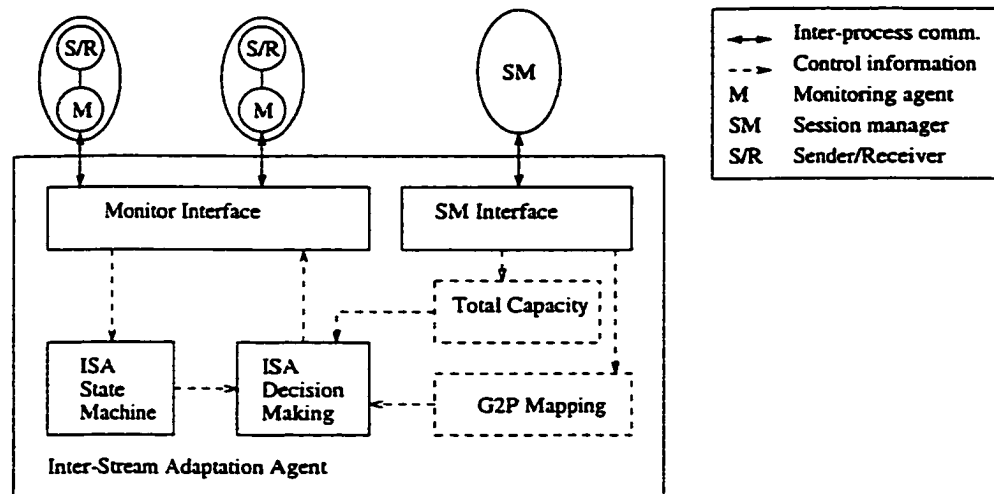 S/R
M
S/R
M
SM
Inter-process comm.
Control information
M Monitoring agent
SM Session manager
S/R Sender/Receiver
Monitor Interface
SM Interface
Total Capacity
ISA
State
Machine
ISA
Decision
Making
G2P Mapping
Inter-Stream Adaptation Agent